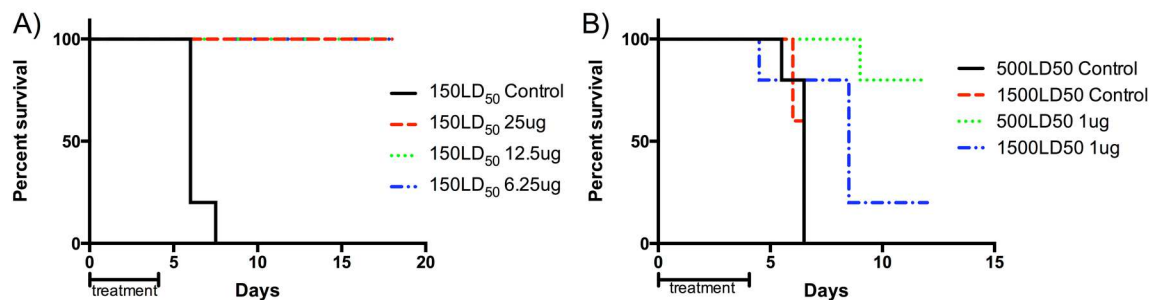 A)
Percent survival
100
50
0
0 5 10 15 20
treatment
Days
150LD50 Control
150LD50 25ug
150LD50 12.5ug
150LD50 6.25ug
B)
Percent survival
100
50
0
0 5 10 15
treatment
Days
500LD50 Control
1500LD50 Control
500LD50 1ug
1500LD50 1ug